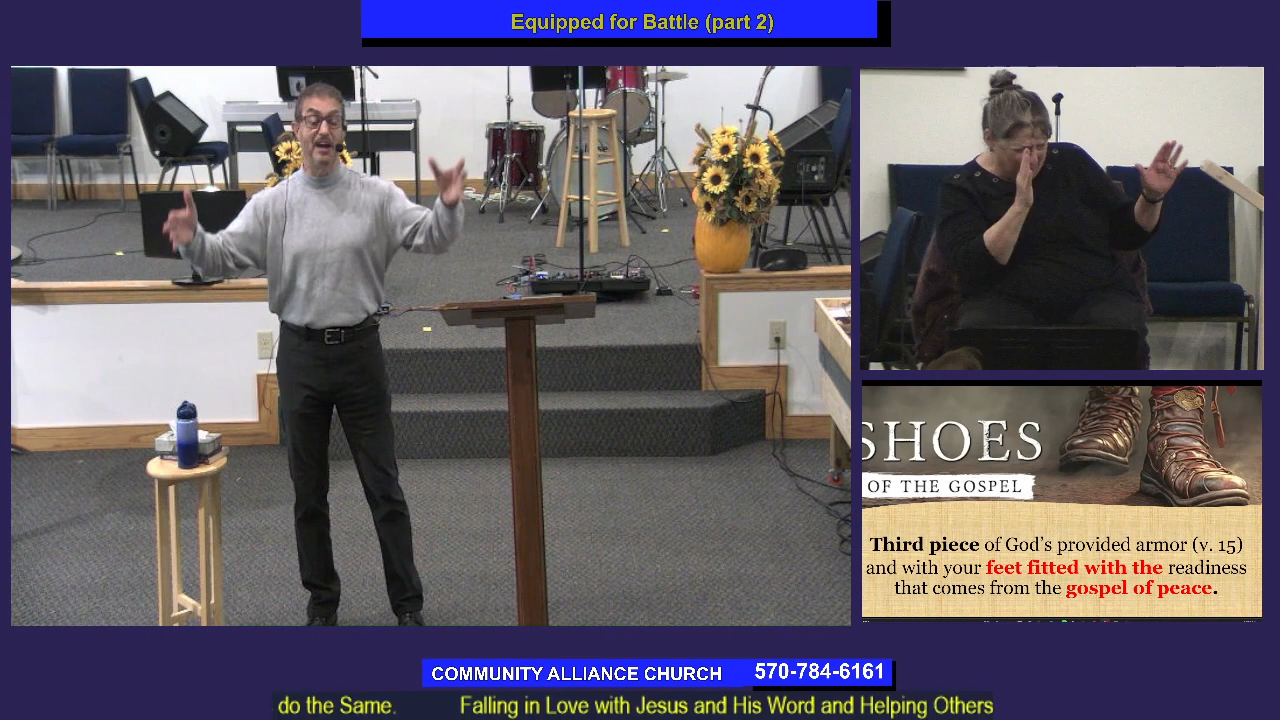 Equipped for Battle (part 2)
SHOES
OF THE GOSPEL
Third piece of God's provided armor (v. 15)
and with your feet fitted with the readiness
that comes from the gospel of peace.
COMMUNITY ALLIANCE CHURCH 570-784-6161
do the Same. Falling in Love with Jesus and His Word and Helping Others